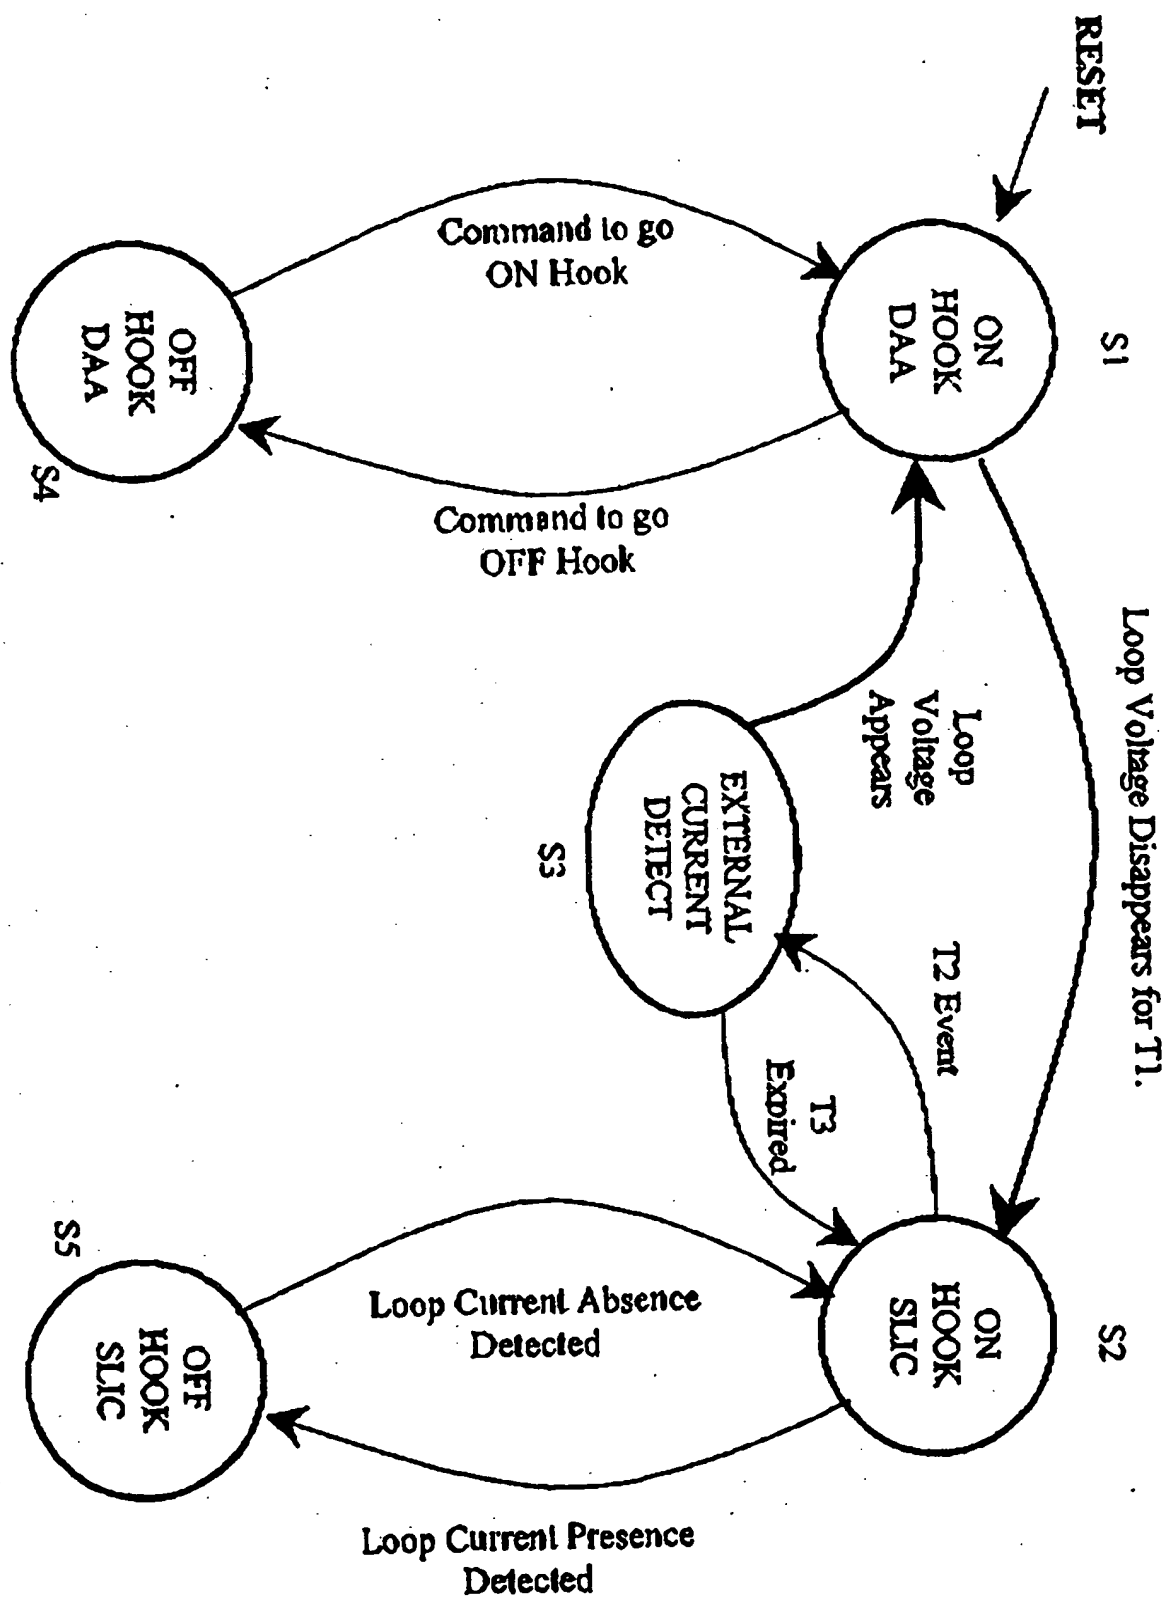 RESET
S1
ON
HOOK
DAA
Command to go
ON Hook
OFF
HOOK
DAA
S4
Command to go
OFF Hook
Loop Voltage Disappears for T1.
Loop
Voltage
Appears
EXTERNAL
CURRENT
DETECT
S3
T2 Event
T3
Expired
S2
ON
HOOK
SLIC
Loop Current Absence
Detected
S5
OFF
HOOK
SLIC
Loop Current Presence
Detected